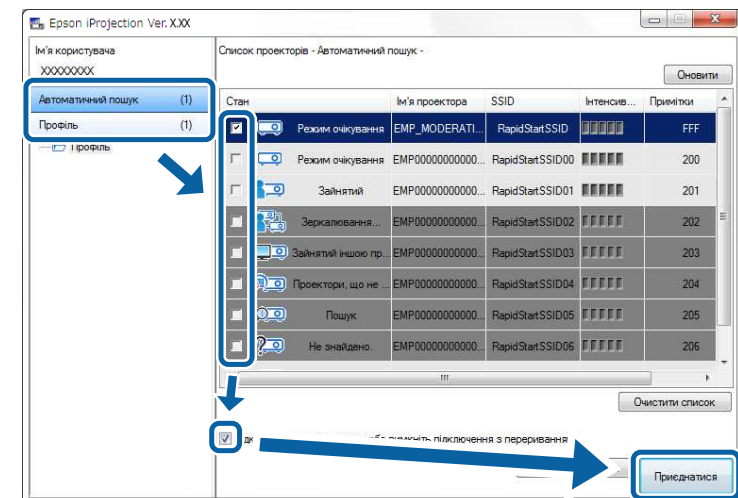 Epson iProjection Ver. X.XX
Ім'я користувача
XXXXXXXX
Автоматичний пошук (1)
Профіль (1)
Профіль
Список проекторів - Автоматичний пошук -
Оновити
Стан Ім'я проектора SSID Інтенсив... Примітки
Режим очікування EMP_MODERATI... RapidStartSSID FFF
Режим очікування EMP00000000000... RapidStartSSID00 200
Зайнятий EMP00000000000... RapidStartSSID01 201
Зеркалювання... EMP00000000000... RapidStartSSID02 202
Зайнятий іншою пр... EMP00000000000... RapidStartSSID03 203
Проектори, що не ... EMP00000000000... RapidStartSSID04 204
Пошук EMP00000000000... RapidStartSSID05 205
Не знайдено. EMP00000000000... RapidStartSSID06 206
Очистити список
підключення з переривання
Приєднатися